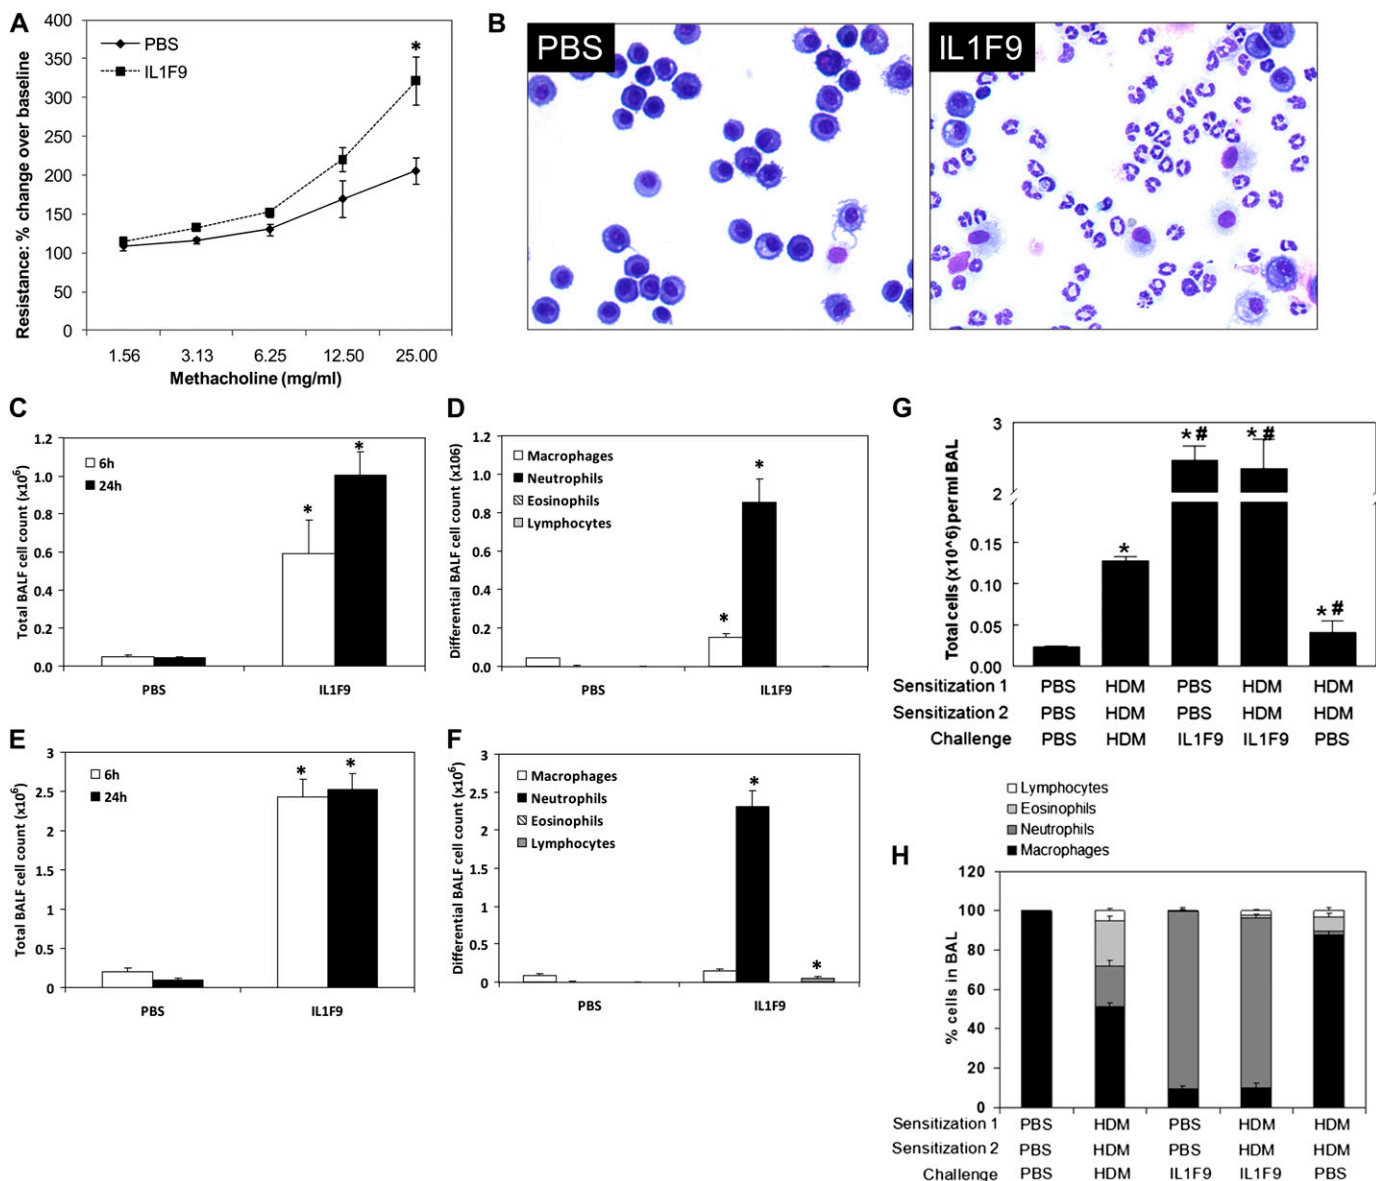 A
400
350
300
250
200
150
100
50
0
PBS
IL1F9
*
Resistance: % change over baseline
1.56 3.13 6.25 12.50 25.00
Methacholine (mg/ml)
B
PBS
IL1F9
C
1.2
1.0
0.8
0.6
0.4
0.2
0.0
Total BALF cell count (x10⁶)
6h
24h
*
*
PBS IL1F9
D
1.2
1.0
0.8
0.6
0.4
0.2
0.0
Differential BALF cell count (x106)
Macrophages
Neutrophils
Eosinophils
Lymphocytes
*
*
PBS IL1F9
E
3
2.5
2
1.5
1
0.5
0
Total BALF cell count (x10⁶)
6h
24h
* *
PBS IL1F9
F
3
2.5
2
1.5
1
0.5
0
Differential BALF cell count (x10⁶)
Macrophages
Neutrophils
Eosinophils
Lymphocytes
*
*
PBS IL1F9
G
3
2
0.15
0.10
0.05
0.00
Total cells (x10^6) per ml BAL
*
*#
*#
*#
Sensitization 1 PBS HDM PBS HDM HDM
Sensitization 2 PBS HDM PBS HDM HDM
Challenge PBS HDM IL1F9 IL1F9 PBS
Lymphocytes
Eosinophils
Neutrophils
Macrophages
H
120
100
80
60
40
20
0
% cells in BAL
Sensitization 1 PBS HDM PBS HDM HDM
Sensitization 2 PBS HDM PBS HDM HDM
Challenge PBS HDM IL1F9 IL1F9 PBS